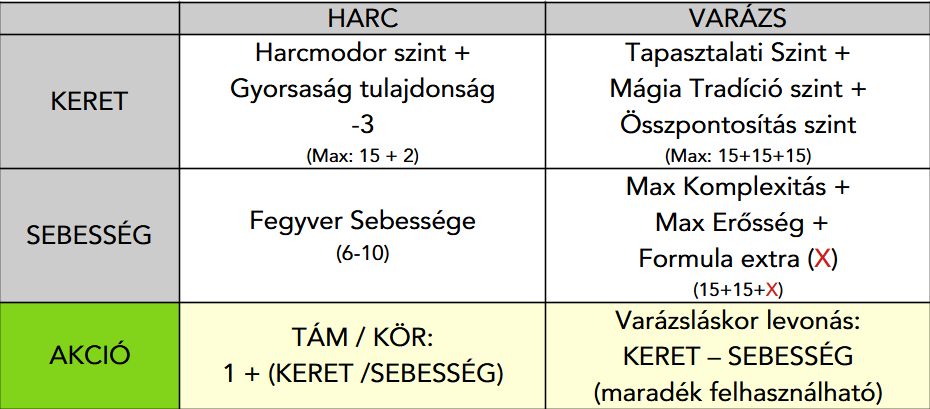 HARC
VARÁZS
KERET
Harcmodor szint +
Gyorsaság tulajdonság
-3
(Max: 15 + 2)
Tapasztalati Szint +
Mágia Tradíció szint +
Összpontosítás szint
(Max: 15+15+15)
SEBESSÉG
Fegyver Sebessége
(6-10)
Max Komplexitás +
Max Erősség +
Formula extra (X)
(15+15+X)
AKCIÓ
TÁM / KÖR:
1 + (KERET /SEBESSÉG)
Varázsláskor levonás:
KERET – SEBESSÉG
(maradék felhasználható)